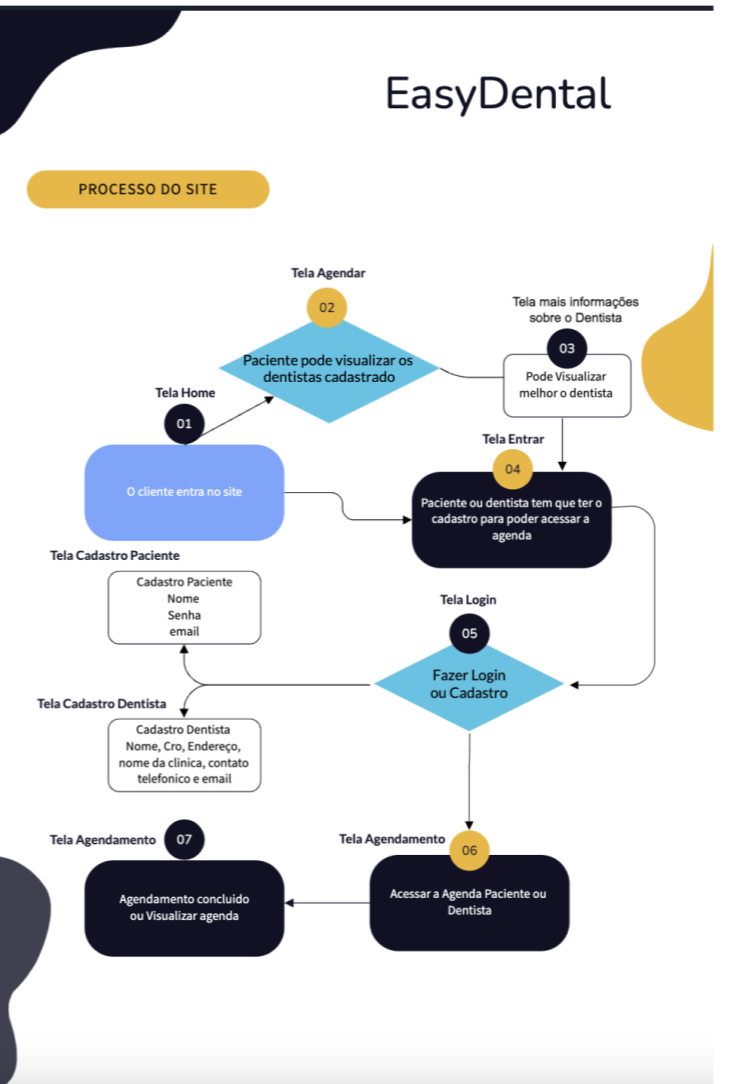 EasyDental
PROCESSO DO SITE
Tela Agendar
02
Paciente pode visualizar os
dentistas cadastrado
Tela mais informações
sobre o Dentista
03
Pode Visualizar
melhor o dentista
Tela Home
01
O cliente entra no site
Tela Entrar
04
Paciente ou dentista tem que ter o
cadastro para poder acessar a
agenda
Tela Cadastro Paciente
Cadastro Paciente
Nome
Senha
email
Tela Login
05
Fazer Login
ou Cadastro
Tela Cadastro Dentista
Cadastro Dentista
Nome, Cro, Endereço,
nome da clinica, contato
telefonico e email
Tela Agendamento
07
Agendamento concluido
ou Visualizar agenda
Tela Agendamento
06
Acessar a Agenda Paciente ou
Dentista